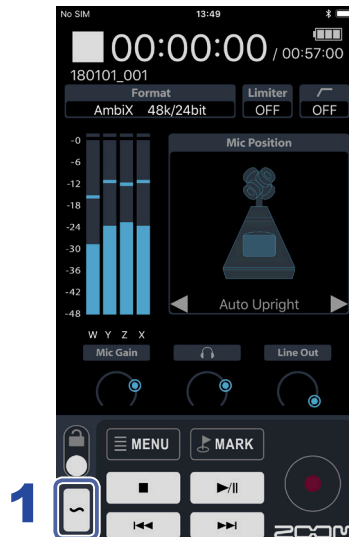 No SIM 13:49
00:00:00 / 00:57:00
180101_001
Format Limiter
AmbiX 48k/24bit OFF OFF
Mic Position
-0
-6
-12
-18
-24
-30
-36
-42
-48
Auto Upright
W Y Z X
Mic Gain Line Out
MENU MARK
1
ZOOM